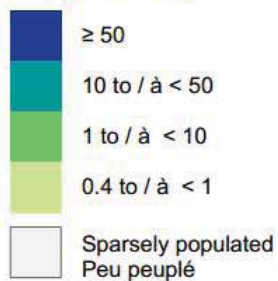 ≥ 50
10 to / à < 50
1 to / à < 10
0.4 to / à < 1
Sparsely populated
Peu peuplé